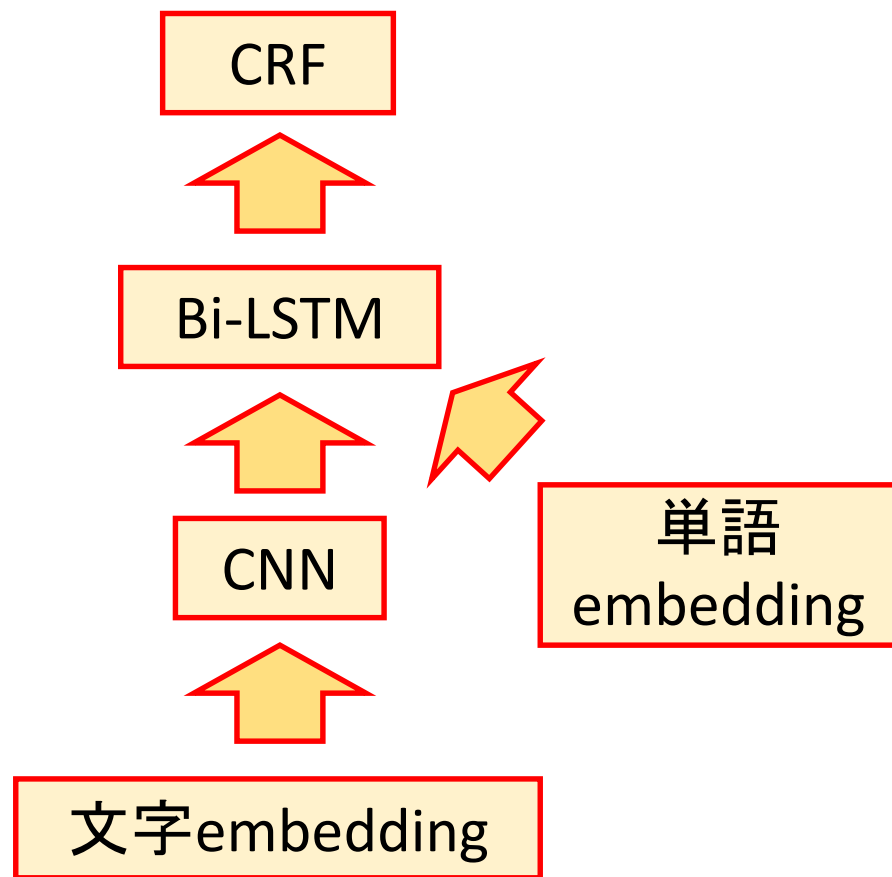 CRF
Bi-LSTM
CNN
単語
embedding
文字embedding